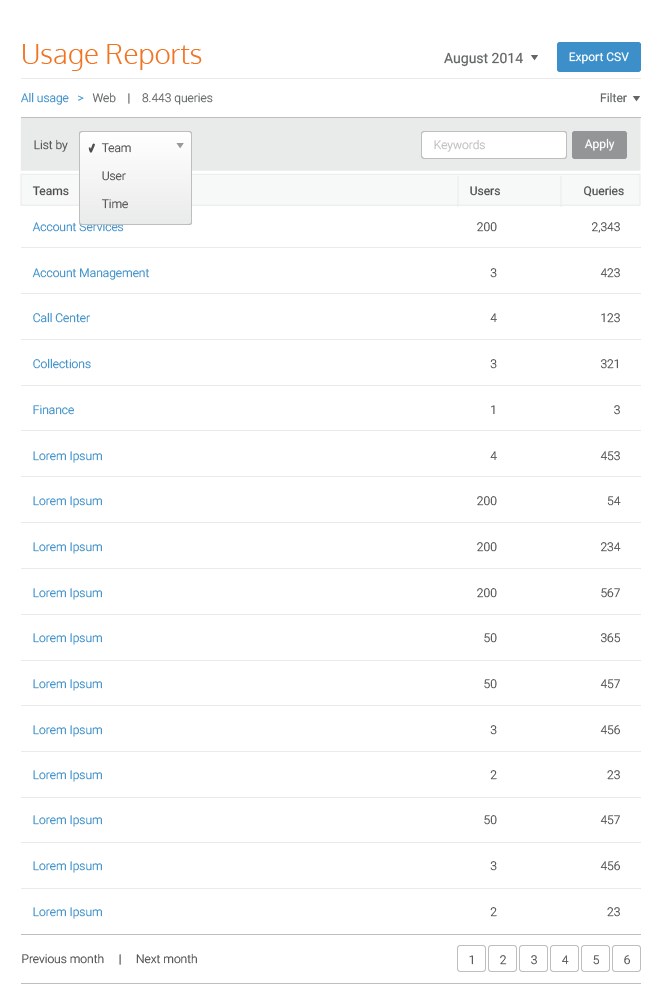 Usage Reports
August 2014
Export CSV
All usage > Web | 8.443 queries
Filter
List by
✔ Team
User
Time
Keywords
Apply
Teams Users Queries
Account Services 200 2,343
Account Management 3 423
Call Center 4 123
Collections 3 321
Finance 1 3
Lorem Ipsum 4 453
Lorem Ipsum 200 54
Lorem Ipsum 200 234
Lorem Ipsum 200 567
Lorem Ipsum 50 365
Lorem Ipsum 50 457
Lorem Ipsum 3 456
Lorem Ipsum 2 23
Lorem Ipsum 50 457
Lorem Ipsum 3 456
Lorem Ipsum 2 23
Previous month | Next month
1 2 3 4 5 6